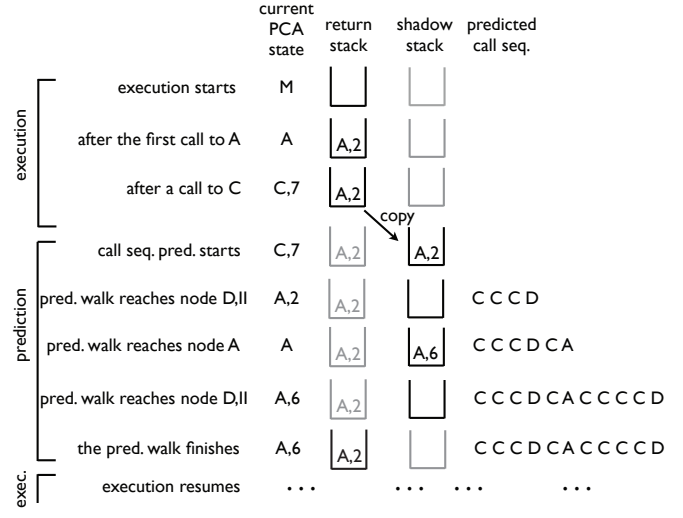 current
PCA
state
return
stack
shadow
stack
predicted
call seq.
execution
execution starts M
after the first call to A A A,2
after a call to C C,7 A,2
copy
prediction
call seq. pred. starts C,7 A,2 A,2
pred. walk reaches node D,II A,2 A,2 C C C D
pred. walk reaches node A A A,2 A,6 C C C D C A
pred. walk reaches node D,II A,6 A,2 C C C D C A C C C C D
the pred. walk finishes A,6 A,2 C C C D C A C C C C D
exec.
execution resumes ... ... ... ...